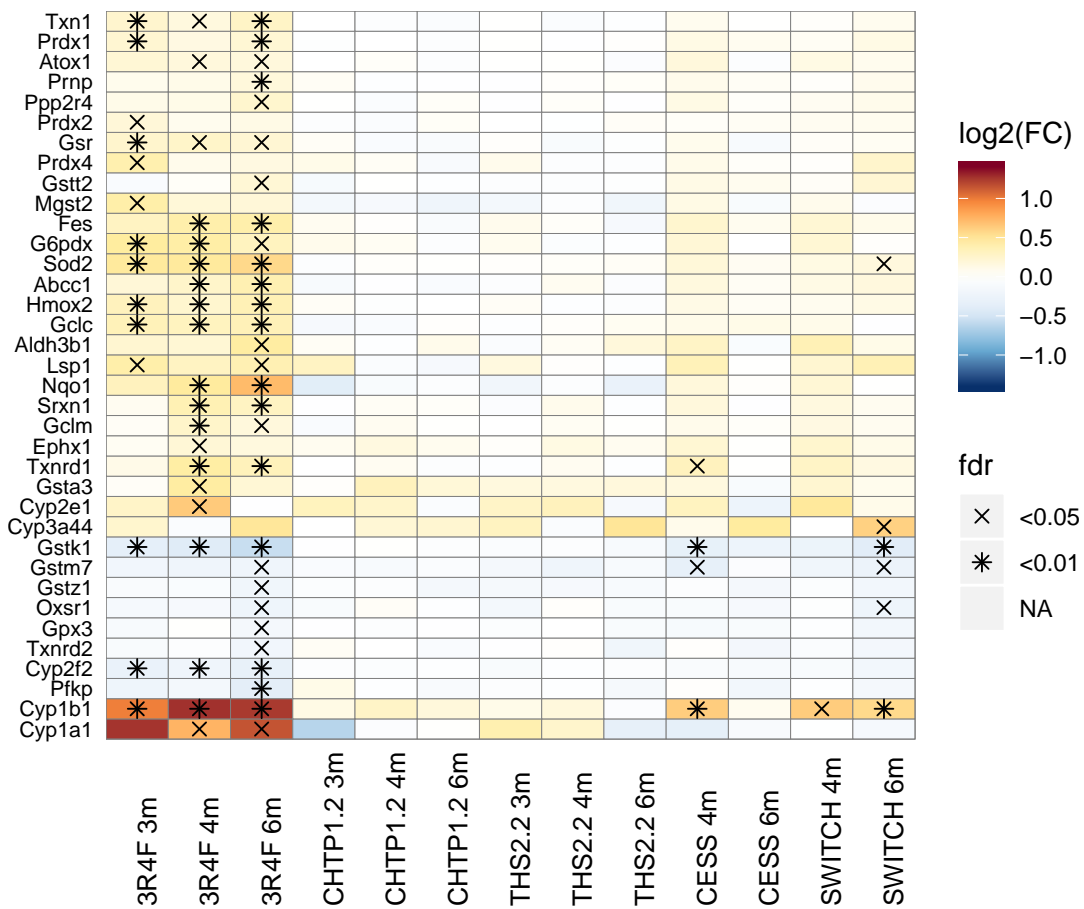 Txn1
Prdx1
Atox1
Prnp
Ppp2r4
Prdx2
Gsr
Prdx4
Gstt2
Mgst2
Fes
G6pdx
Sod2
Abcc1
Hmox2
Gclc
Aldh3b1
Lsp1
Nqo1
Srxn1
Gclm
Ephx1
Txnrd1
Gsta3
Cyp2e1
Cyp3a44
Gstk1
Gstm7
Gstz1
Oxsr1
Gpx3
Txnrd2
Cyp2f2
Pfkp
Cyp1b1
Cyp1a1
3R4F 3m
3R4F 4m
3R4F 6m
CHTP1.2 3m
CHTP1.2 4m
CHTP1.2 6m
THS2.2 3m
THS2.2 4m
THS2.2 6m
CESS 4m
CESS 6m
SWITCH 4m
SWITCH 6m
log2(FC)
1.0
0.5
0.0
−0.5
−1.0
fdr
<0.05
<0.01
NA